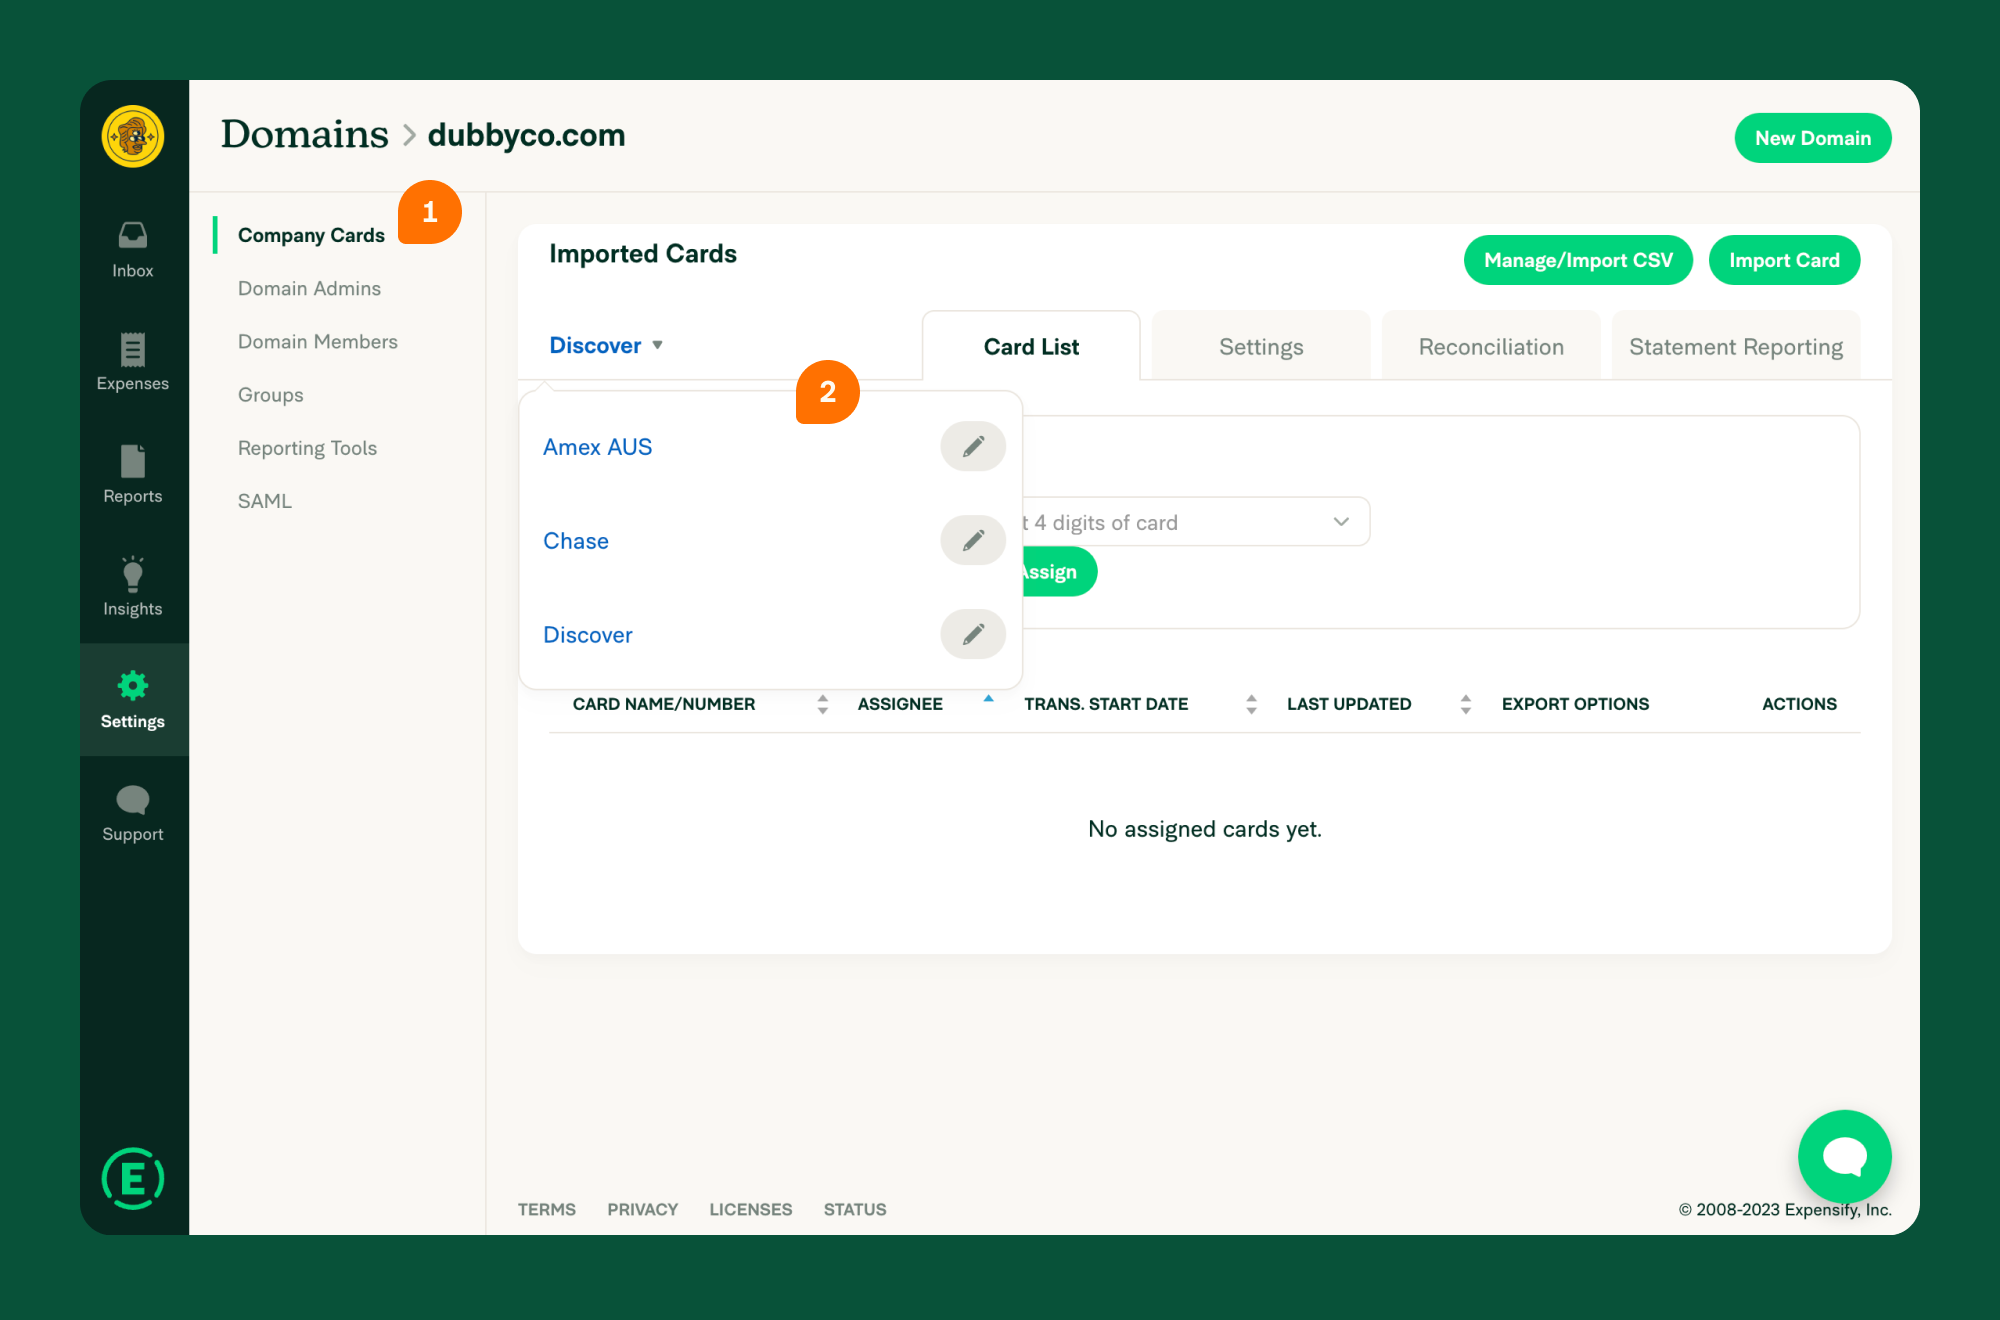 Domains > dubbyco.com
New Domain
Inbox
Expenses
Reports
Insights
Settings
Support
E
Company Cards
1
Domain Admins
Domain Members
Groups
Reporting Tools
SAML
Imported Cards
Manage/Import CSV
Import Card
Discover
Card List
Settings
Reconciliation
Statement Reporting
2
Amex AUS
Chase
Discover
t 4 digits of card
Assign
CARD NAME/NUMBER
ASSIGNEE
TRANS. START DATE
LAST UPDATED
EXPORT OPTIONS
ACTIONS
No assigned cards yet.
TERMS
PRIVACY
LICENSES
STATUS
© 2008-2023 Expensify, Inc.